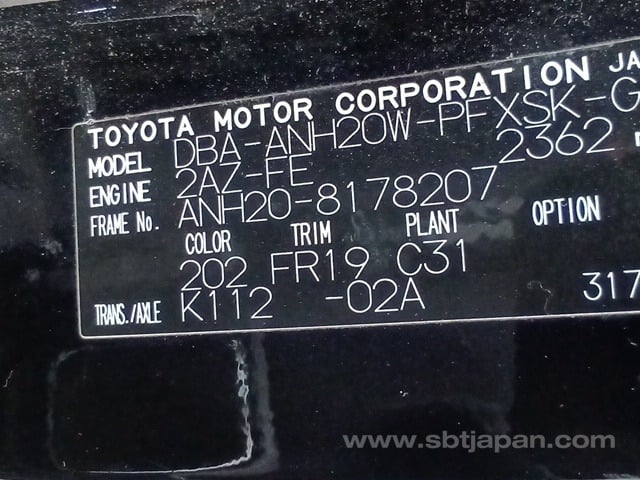 TOYOTA MOTOR CORPORATION JA
MODEL DBA-ANH20W-PFXSK-G
ENGINE 2AZ-FE 2362
FRAME No. ANH20-8178207
COLOR TRIM PLANT OPTION
202 FR19 C31
TRANS./AXLE K112 -02A 317
www.sbtjapan.com